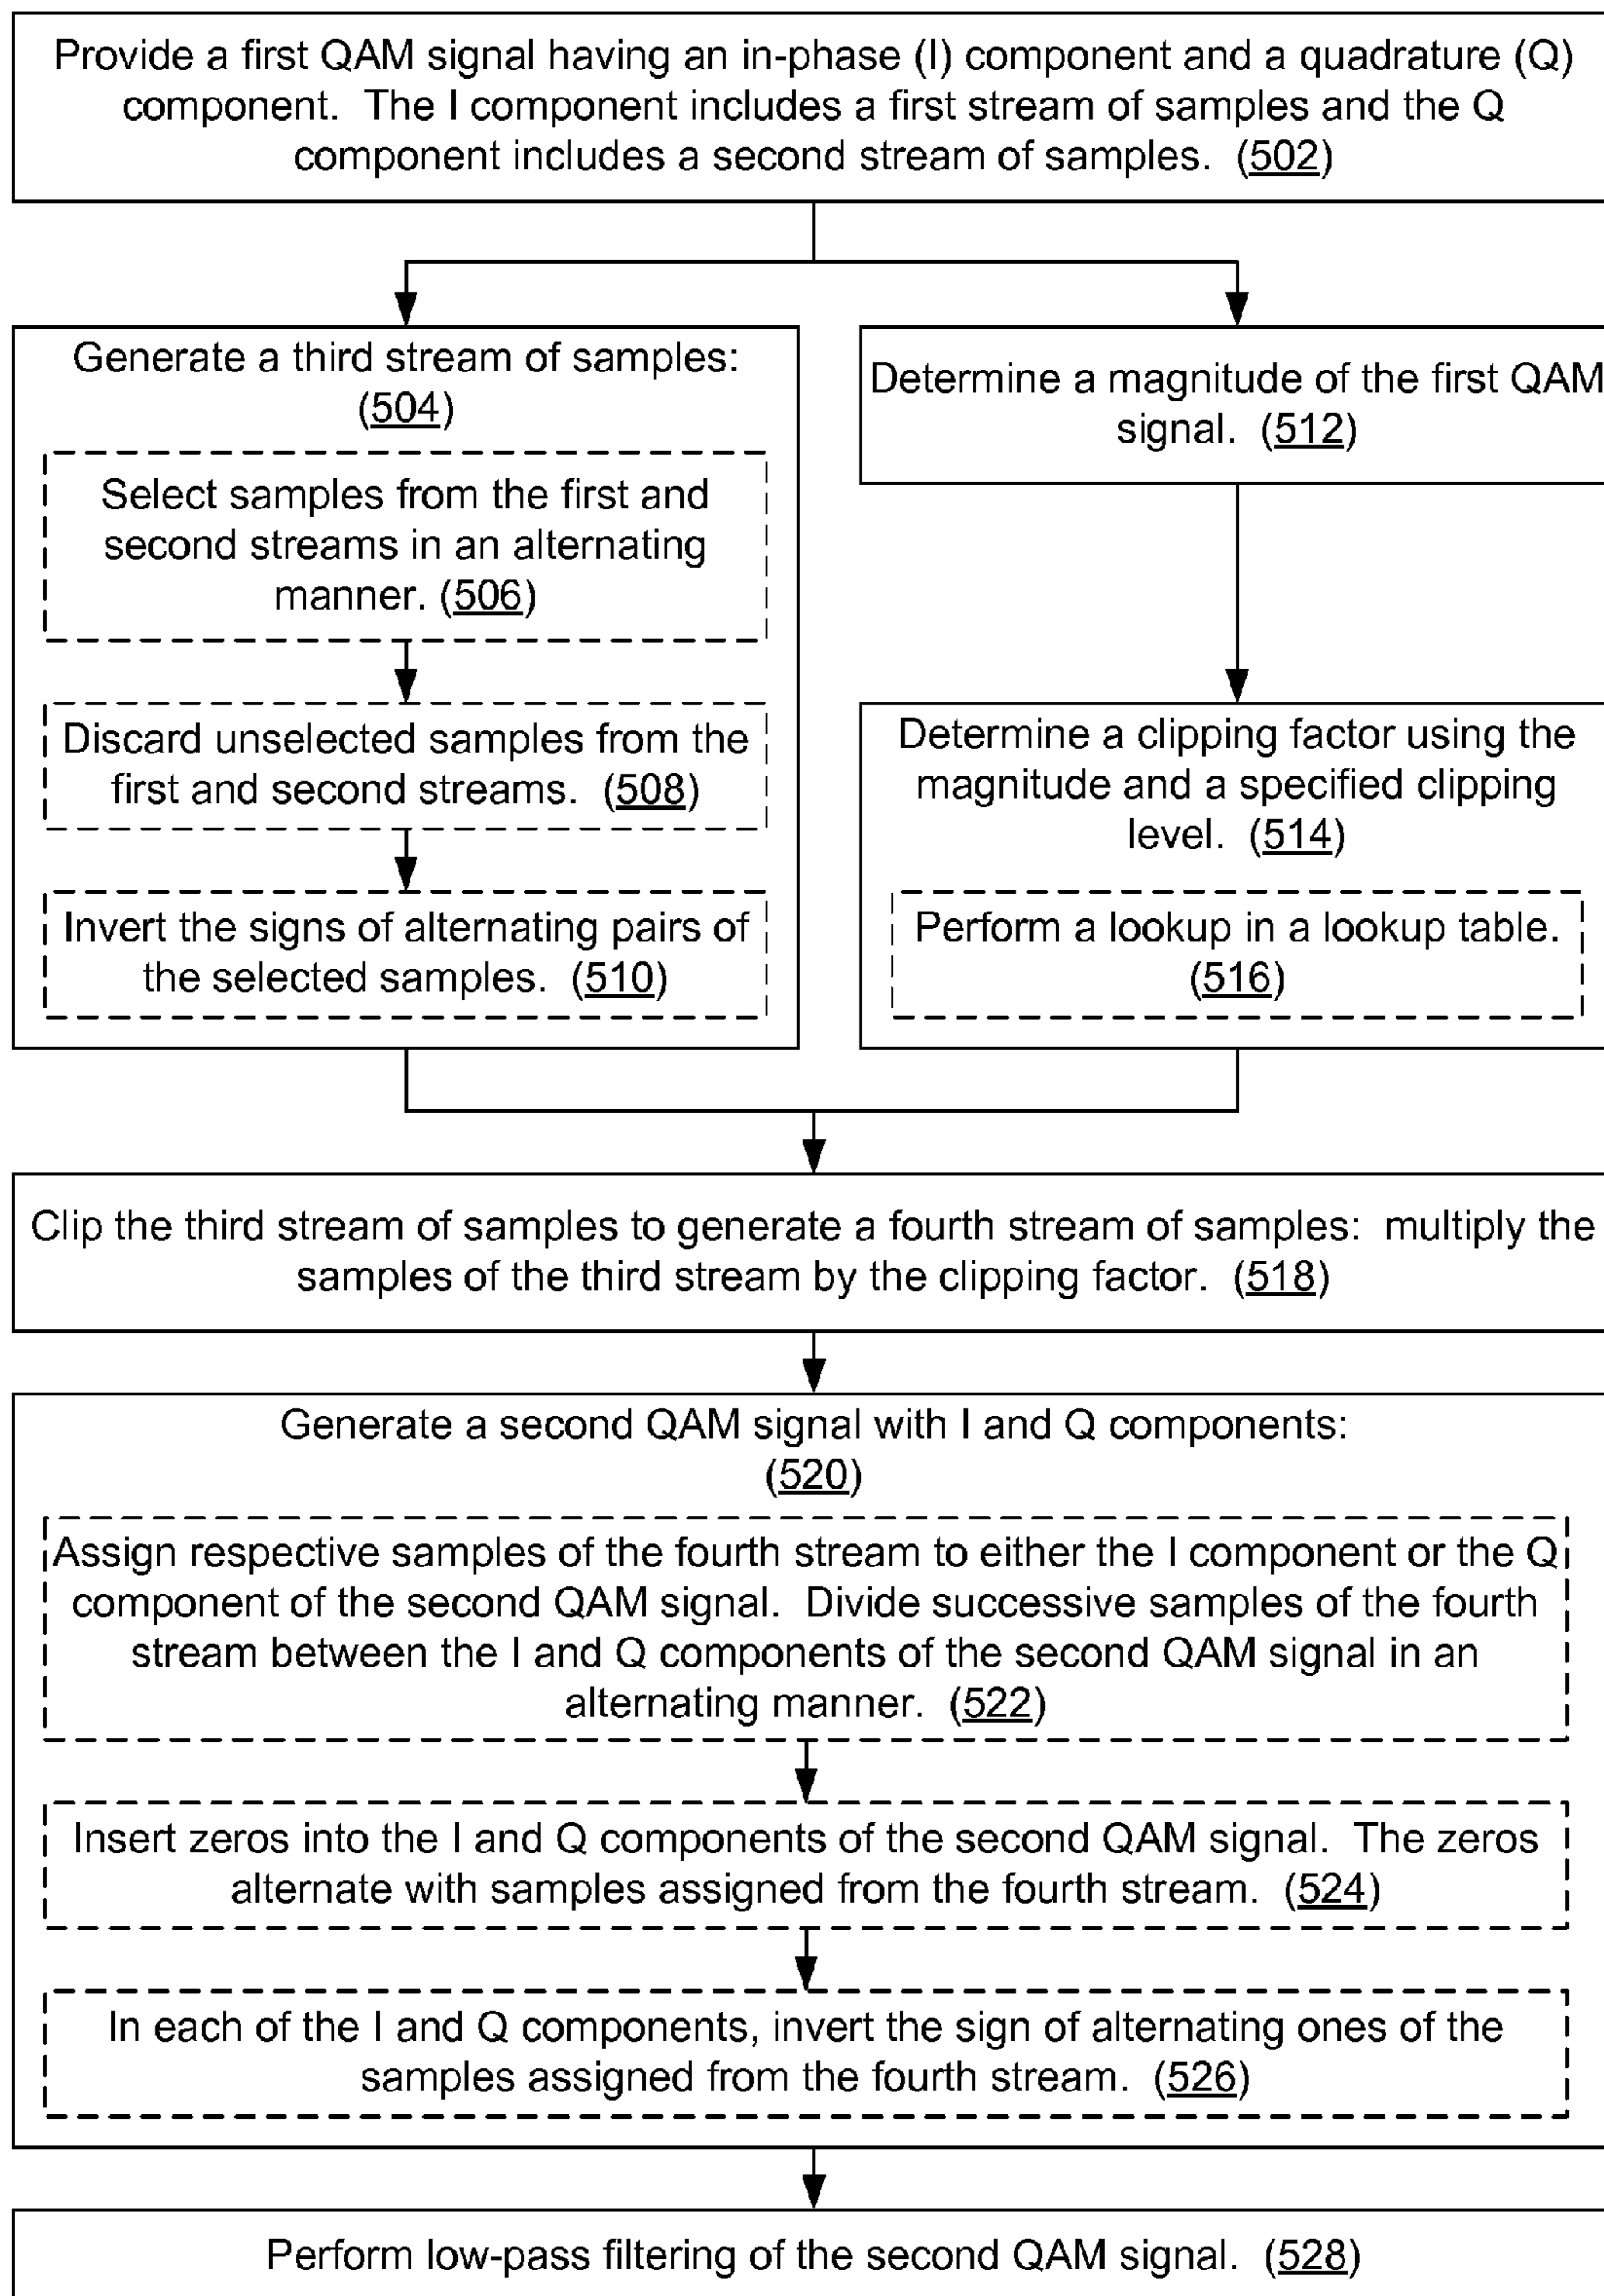 Provide a first QAM signal having an in-phase (I) component and a quadrature (Q)
component.  The I component includes a first stream of samples and the Q
component includes a second stream of samples.  (502)
Generate a third stream of samples:
(504)
Select samples from the first and
second streams in an alternating
manner. (506)
Discard unselected samples from the
first and second streams.  (508)
Invert the signs of alternating pairs of
the selected samples.  (510)
Determine a magnitude of the first QAM
signal.  (512)
Determine a clipping factor using the
magnitude and a specified clipping
level.  (514)
Perform a lookup in a lookup table.
(516)
Clip the third stream of samples to generate a fourth stream of samples:  multiply the
samples of the third stream by the clipping factor.  (518)
Generate a second QAM signal with I and Q components:
(520)
Assign respective samples of the fourth stream to either the I component or the Q
component of the second QAM signal.  Divide successive samples of the fourth
stream between the I and Q components of the second QAM signal in an
alternating manner.  (522)
Insert zeros into the I and Q components of the second QAM signal.  The zeros
alternate with samples assigned from the fourth stream.  (524)
In each of the I and Q components, invert the sign of alternating ones of the
samples assigned from the fourth stream.  (526)
Perform low-pass filtering of the second QAM signal.  (528)